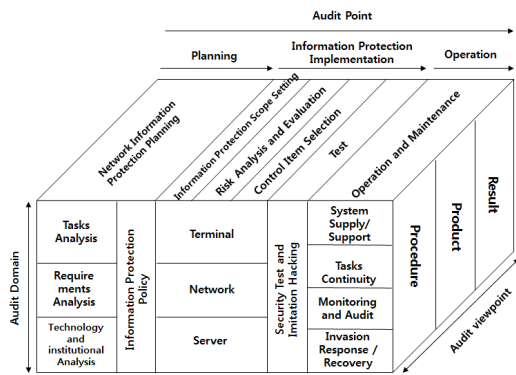 Audit Point
Planning
Information Protection
Implementation
Operation
Network Information
Protection Planning
Information Protection Scope Setting
Risk Analysis and Evaluation
Control Item Selection
Test
Operation and Maintenance
Audit Domain
Tasks
Analysis
Require
ments
Analysis
Technology
and
institutional
Analysis
Information Protection
Policy
Terminal
Network
Server
Security Test and
Imitation Hacking
System
Supply/
Support
Tasks
Continuity
Monitoring
and Audit
Invasion
Response /
Recovery
Procedure
Product
Result
Audit viewpoint